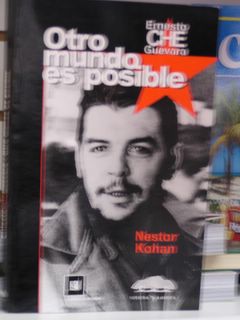 Otro
mundo
es posible
Ernesto
CHE
Guevara
Nestor
Kohan